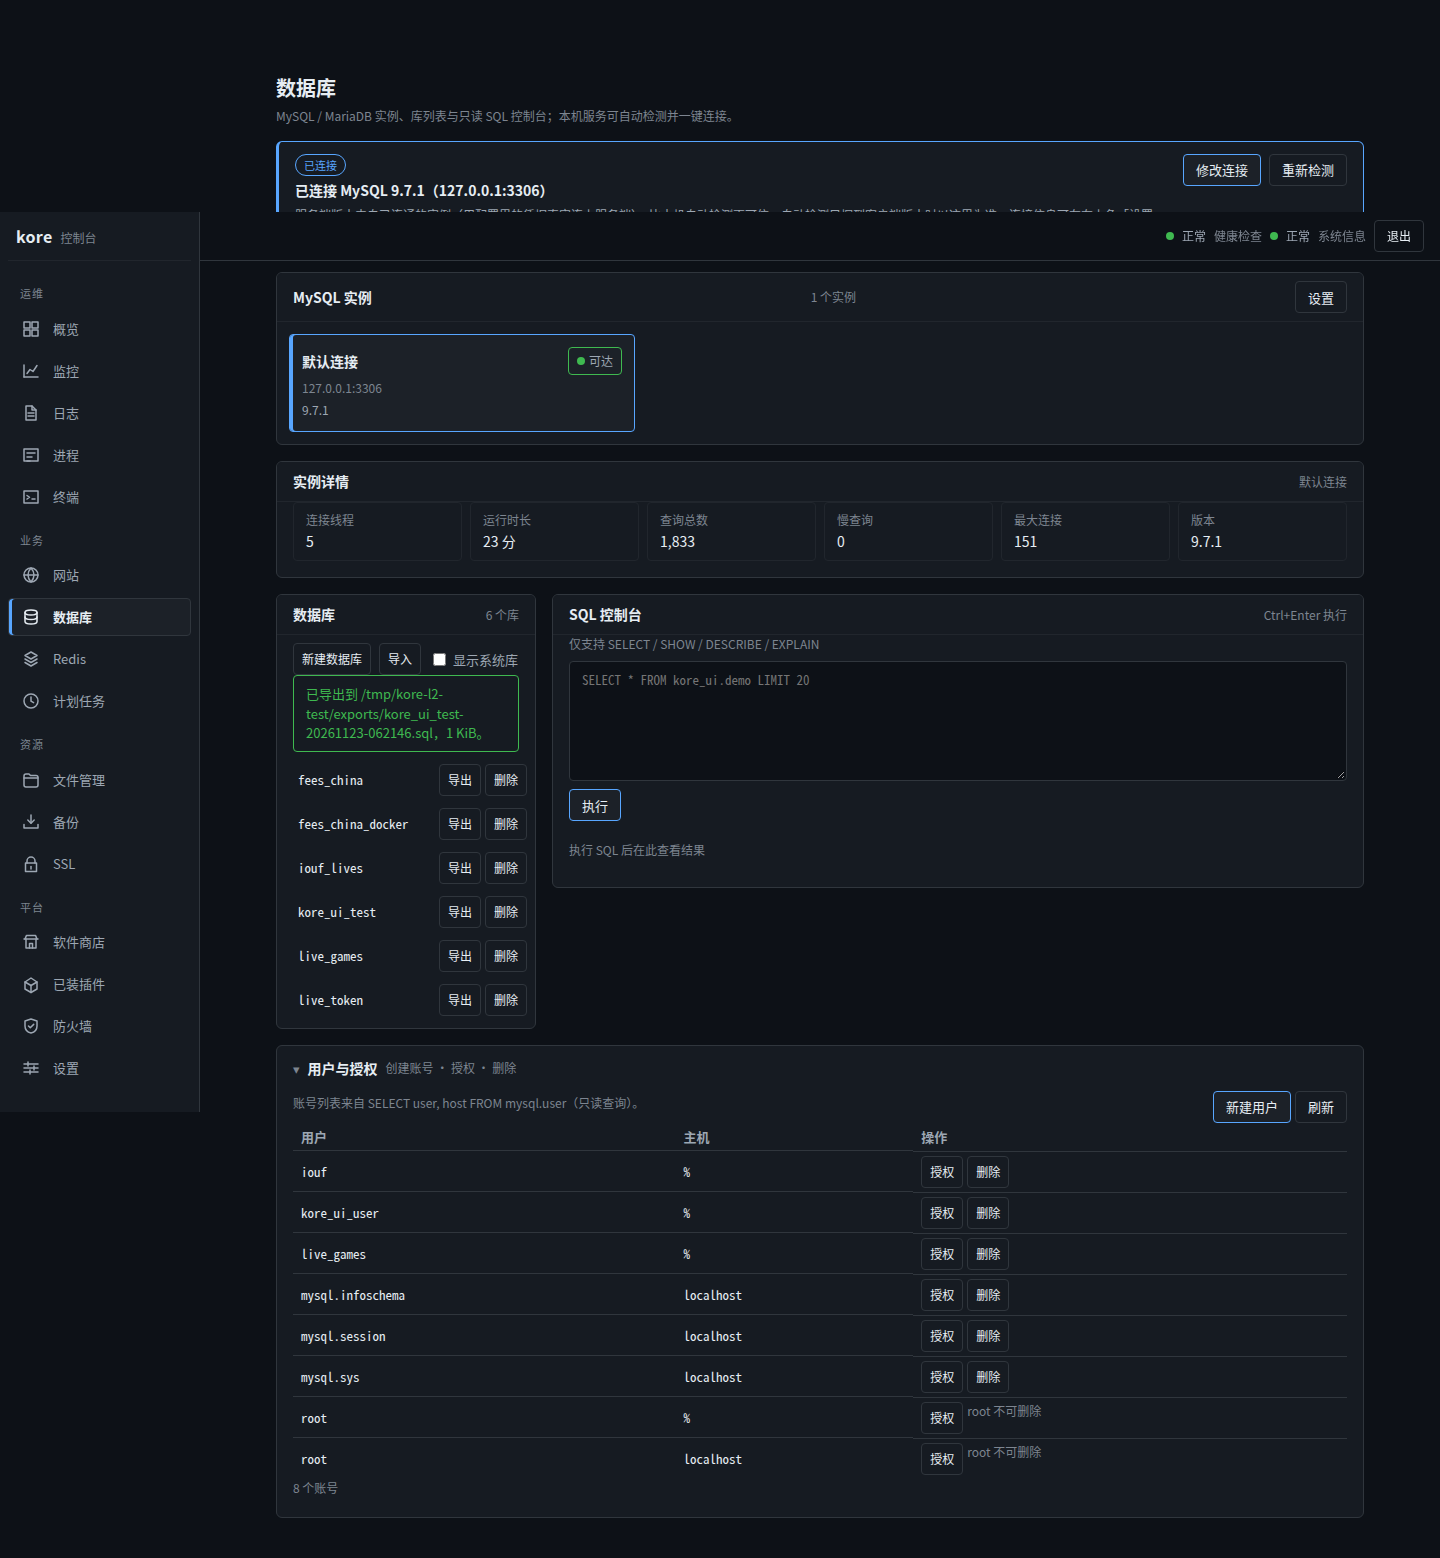 数据库
MySQL / MariaDB 实例、库列表与只读 SQL 控制台；本机服务可自动检测并一键连接。
已连接
已连接 MySQL 9.7.1（127.0.0.1:3306）
修改连接
重新检测
kore 控制台
正常 健康检查 正常 系统信息 退出
运维
概览
监控
日志
进程
终端
业务
网站
数据库
Redis
计划任务
资源
文件管理
备份
SSL
平台
软件商店
已装插件
防火墙
设置
MySQL 实例
1 个实例
设置
默认连接
可达
127.0.0.1:3306
9.7.1
实例详情
默认连接
连接线程
5
运行时长
23 分
查询总数
1,833
慢查询
0
最大连接
151
版本
9.7.1
数据库
6 个库
新建数据库 导入 显示系统库
已导出到 /tmp/kore-l2-
test/exports/kore_ui_test-
20261123-062146.sql，1 KiB。
fees_china 导出 删除
fees_china_docker 导出 删除
iouf_lives 导出 删除
kore_ui_test 导出 删除
live_games 导出 删除
live_token 导出 删除
SQL 控制台
Ctrl+Enter 执行
仅支持 SELECT / SHOW / DESCRIBE / EXPLAIN
SELECT * FROM kore_ui.demo LIMIT 20
执行
执行 SQL 后在此查看结果
▾ 用户与授权 创建账号 · 授权 · 删除
账号列表来自 SELECT user, host FROM mysql.user（只读查询）。
新建用户 刷新
用户 主机 操作
iouf % 授权 删除
kore_ui_user % 授权 删除
live_games % 授权 删除
mysql.infoschema localhost 授权 删除
mysql.session localhost 授权 删除
mysql.sys localhost 授权 删除
root % 授权 root 不可删除
root localhost 授权 root 不可删除
8 个账号